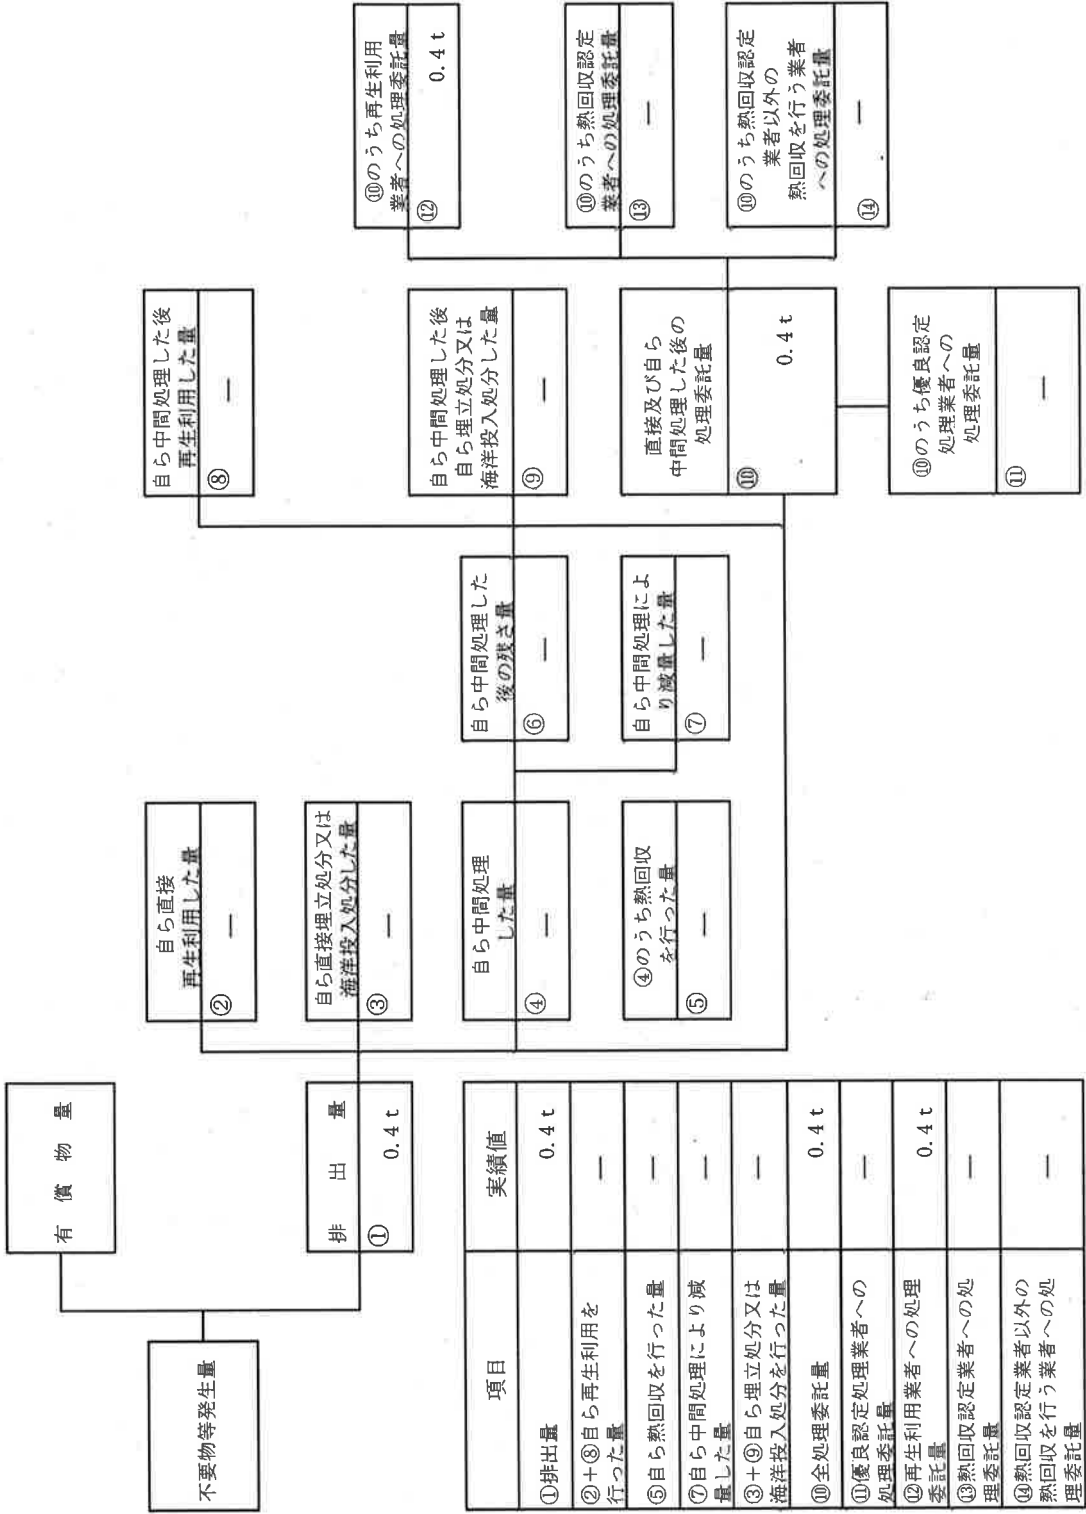 不要物等発生量
有償物量
排出量
①
0.4t
自ら直接
再生利用した量
②
—
自ら直接埋立処分又は
海洋投入処分した量
③
—
自ら中間処理
した量
④
—
④のうち熱回収
を行った量
⑤
—
自ら中間処理した
後の残さ量
⑥
—
自ら中間処理によ
り減量した量
⑦
—
自ら中間処理した後
再生利用した量
⑧
—
自ら中間処理した後
自ら埋立処分又は
海洋投入処分した量
⑨
—
直接及び自ら
中間処理した後の
処理委託量
⑩
0.4t
⑩のうち優良認定
処理業者への
処理委託量
⑪
—
⑩のうち再生利用
業者への処理委託量
⑫
0.4t
⑩のうち熱回収認定
業者への処理委託量
⑬
—
⑩のうち熱回収認定
業者以外の
熱回収を行う業者
への処理委託量
⑭
—
項目 実績値
①排出量 0.4t
②+⑧自ら再生利用を
行った量 —
⑤自ら熱回収を行った量 —
⑦自ら中間処理により減
量した量 —
③+⑨自ら埋立処分又は
海洋投入処分を行った量 —
⑩全処理委託量 0.4t
⑪優良認定処理業者への
処理委託量 —
⑫再生利用業者への処理
委託量 0.4t
⑬熱回収認定業者への処
理委託量 —
⑭熱回収認定業者以外の
熱回収を行う業者への処
理委託量 —